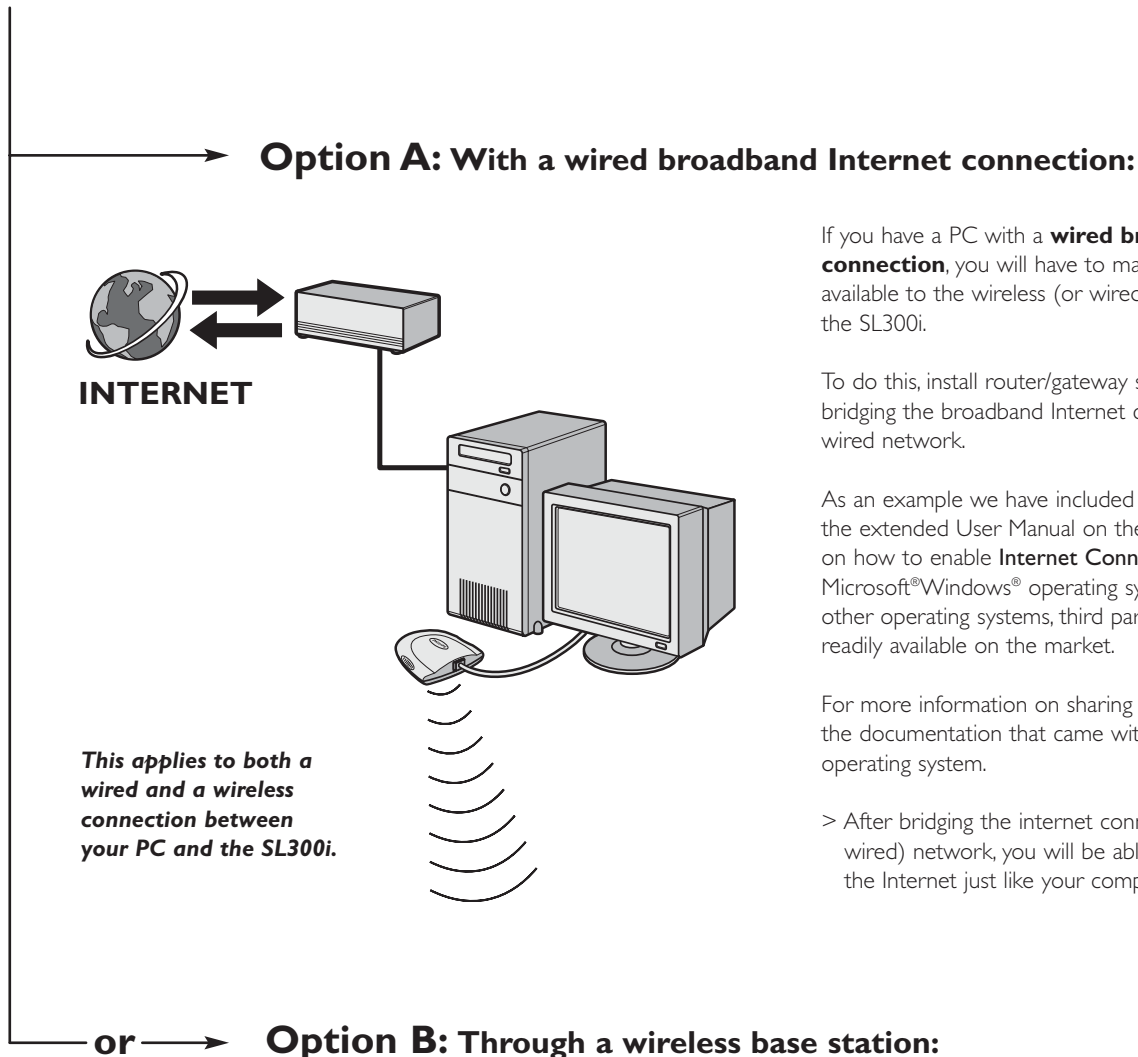 Option A: With a wired broadband Internet connection:
If you have a PC with a wired br
connection, you will have to ma
available to the wireless (or wired
the SL300i.
To do this, install router/gateway s
bridging the broadband Internet c
wired network.
As an example we have included
the extended User Manual on the
on how to enable Internet Conn
Microsoft®Windows® operating sy
other operating systems, third par
readily available on the market.
For more information on sharing
the documentation that came wit
operating system.
> After bridging the internet conn
wired) network, you will be abl
the Internet just like your comp
INTERNET
This applies to both a
wired and a wireless
connection between
your PC and the SL300i.
or Option B: Through a wireless base station: